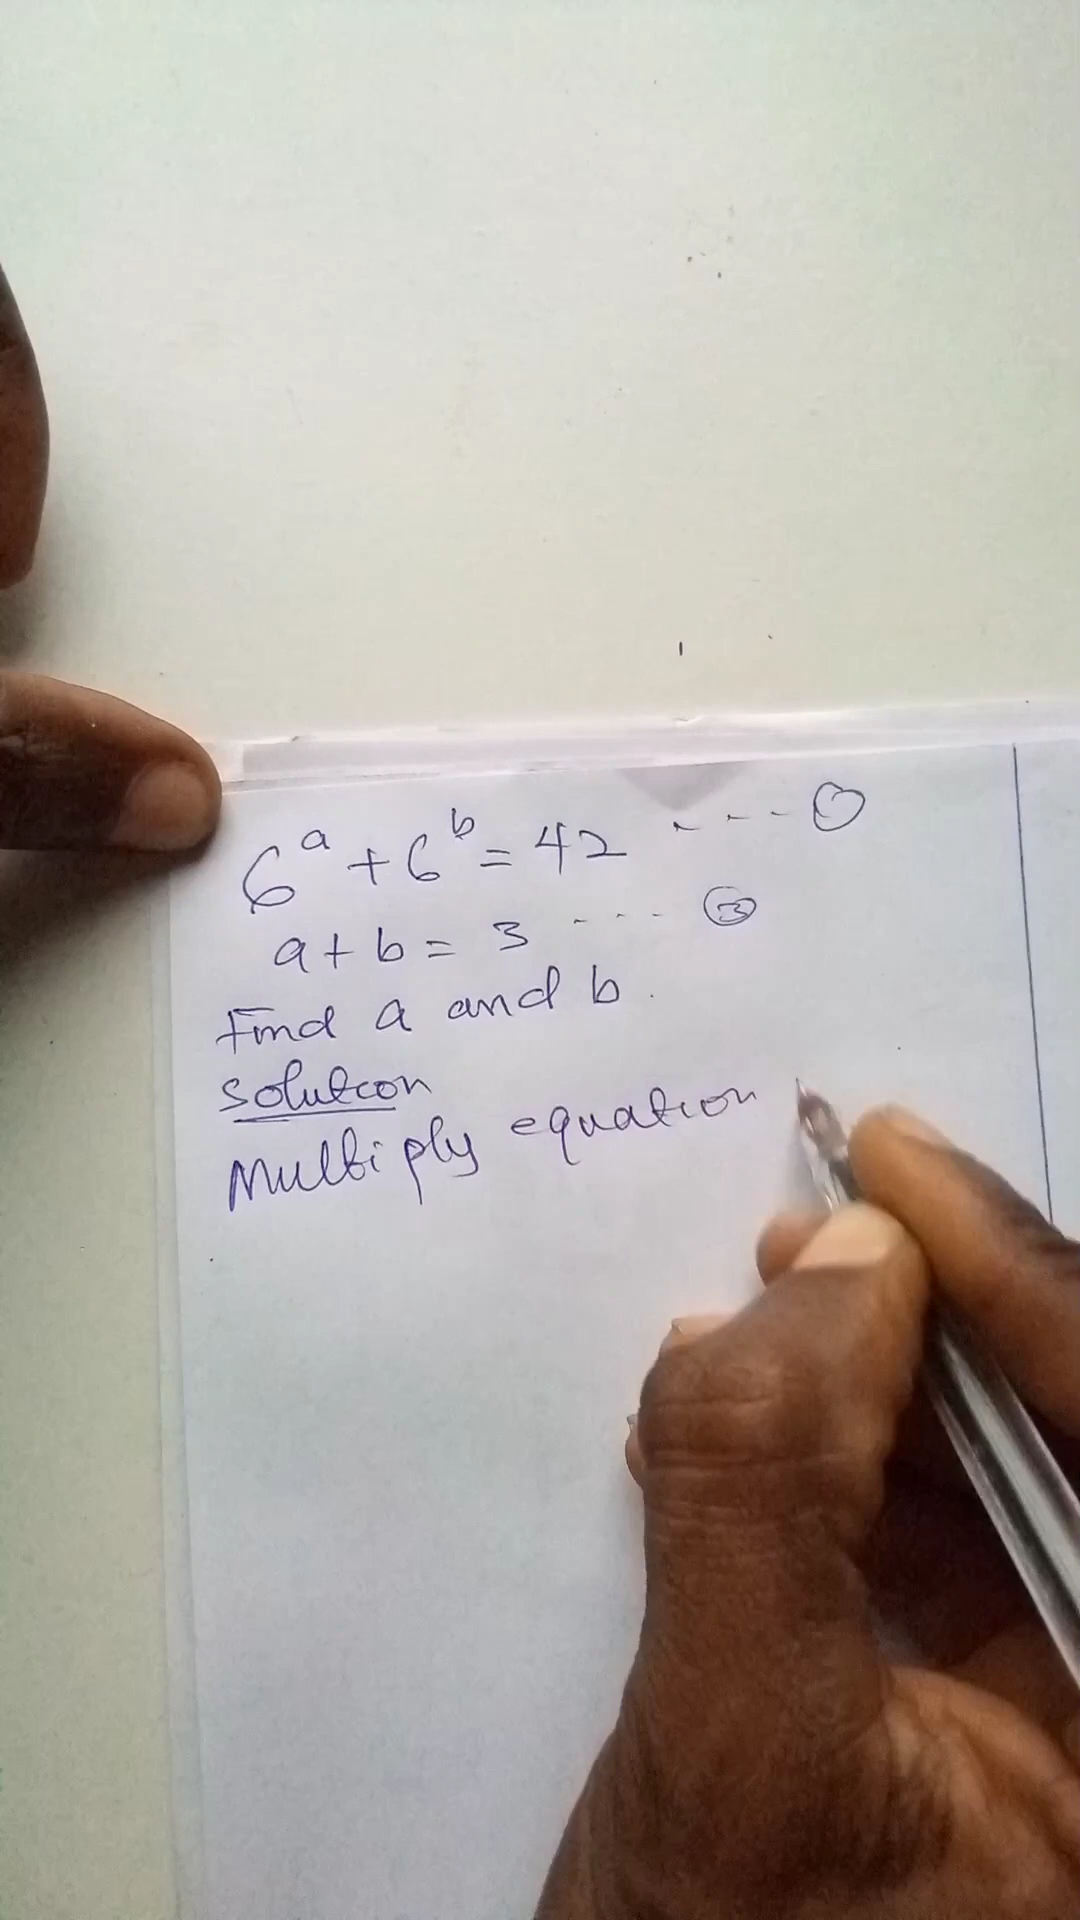 6^a + 6^b = 42 ---- ①
a + b = 3 --- ②
Find a and b.
Solution
Multiply equation